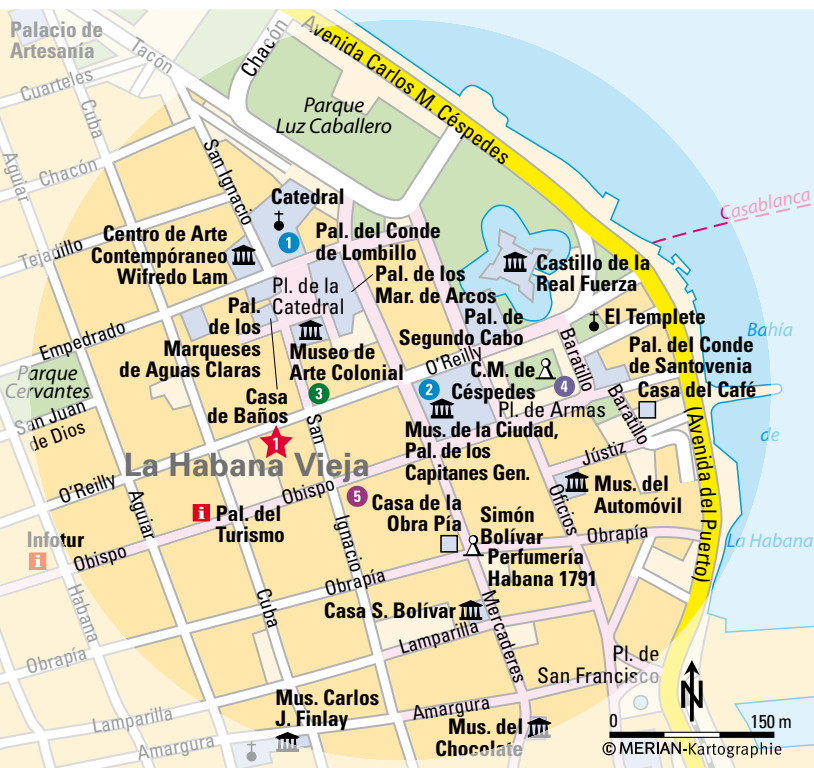 Palacio de
Artesanía
Tacón
Chacón
Avenida Carlos M. Céspedes
Cuarteles
Cuba
Parque
Luz Caballero
Aguiar
Chacón
San Ignacio
Catedral
1
Casablanca
Tejadillo
Centro de Arte
Contemporáneo
Wifredo Lam
Pal. del Conde
de Lombillo
Pl. de la
Catedral
Pal. de los
Mar. de Arcos
Castillo de la
Real Fuerza
Pal.
de los
Marqueses
de Aguas Claras
Pal. de
Segundo Cabo
El Templete
Bahía
Empedrado
Museo de
Arte Colonial
O'Reilly
Baratillo
Pal. del Conde
de Santovenia
Parque
Cervantes
3
2
C.M. de
Céspedes
4
Casa del Café
Casa
de Baños
Pl. de Armas
Baratillo
San Juan
de Dios
1
San
Ignacio
Mus. de la Ciudad,
Pal. de los
Capitanes Gen.
Jústiz
(Avenida del Puerto)
de
La Habana Vieja
O'Reilly
Obispo
5
Aguiar
i Pal. del
Turismo
Casa de la
Obra Pía
Simón
Bolívar
Oficios
Mus. del
Automóvil
Obrapía
La Habana
Infotur
i
Obispo
Perfumería
Habana 1791
Habana
Obrapía
Cuba
Casa S. Bolívar
Mercaderes
Lamparilla
Obrapía
Pl. de
San Francisco
Mus. Carlos
J. Finlay
Amargura
N
Lamparilla
Amargura
Mus. del
Chocolate
0
150 m
© MERIAN-Kartographie